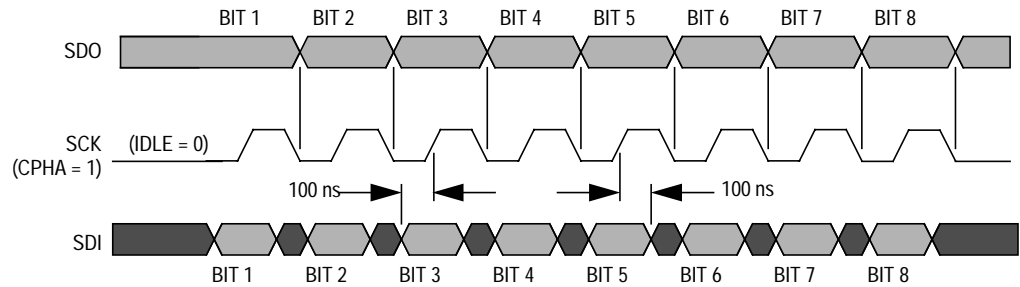 BIT 1 BIT 2 BIT 3 BIT 4 BIT 5 BIT 6 BIT 7 BIT 8
SDO
SCK (IDLE = 0)
(CPHA = 1)
100 ns 100 ns
SDI
BIT 1 BIT 2 BIT 3 BIT 4 BIT 5 BIT 6 BIT 7 BIT 8